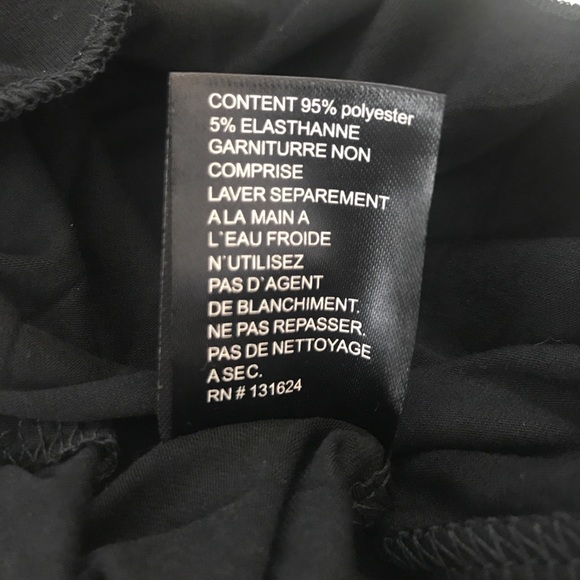 CONTENT 95% polyester
5% ELASTHANNE
GARNITURRE NON
COMPRISE
LAVER SEPAREMENT
A LA MAIN A
L'EAU FROIDE
N'UTILISEZ
PAS D'AGENT
DE BLANCHIMENT.
NE PAS REPASSER.
PAS DE NETTOYAGE
A SEC.
RN # 131624